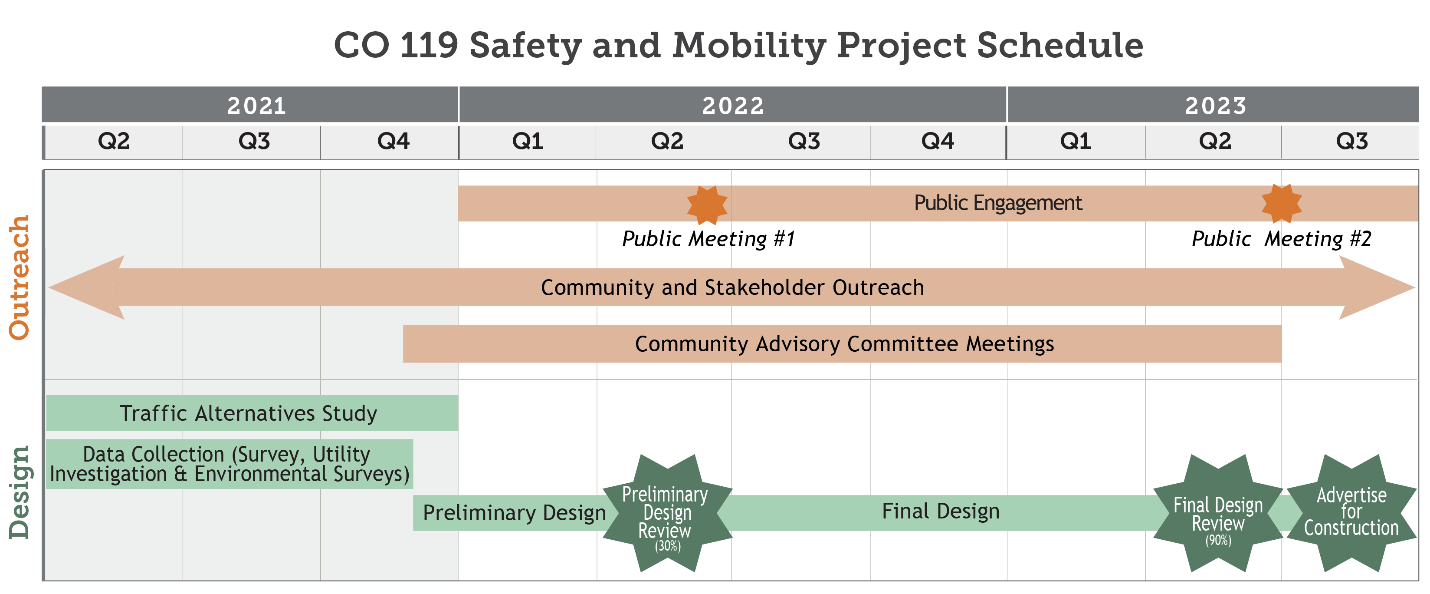 CO 119 Safety and Mobility Project Schedule
2021 2022 2023
Q2 Q3 Q4 Q1 Q2 Q3 Q4 Q1 Q2 Q3
Outreach
Public Engagement
Public Meeting #1 Public Meeting #2
Community and Stakeholder Outreach
Community Advisory Committee Meetings
Design
Traffic Alternatives Study
Data Collection (Survey, Utility
Investigation & Environmental Surveys)
Preliminary Design
Preliminary
Design
Review
(30%)
Final Design
Final Design
Review
(90%)
Advertise
for
Construction